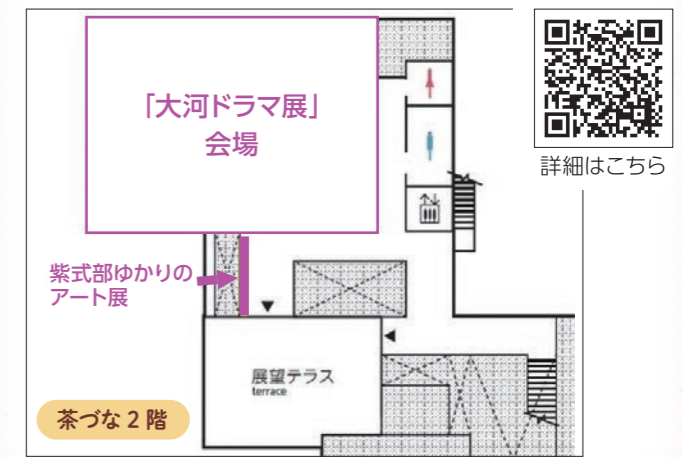 「大河ドラマ展」
会場
詳細はこちら
紫式部ゆかりの
アート展
展望テラス
terrace
茶づな2階